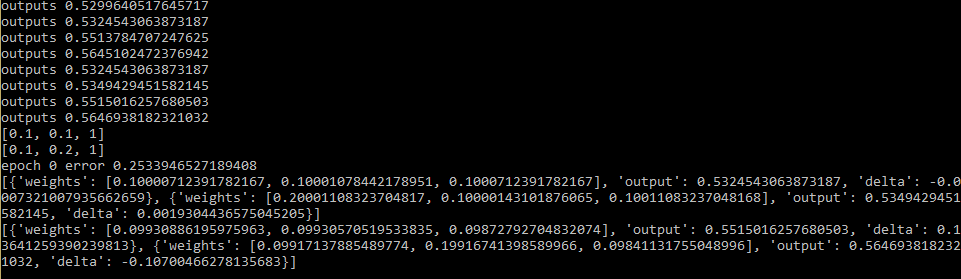 outputs 0.5299640517645717
outputs 0.5324543063873187
outputs 0.5513784707247625
outputs 0.5645102472376942
outputs 0.5324543063873187
outputs 0.5349429451582145
outputs 0.5515016257680503
outputs 0.5646938182321032
[0.1, 0.1, 1]
[0.1, 0.2, 1]
epoch 0 error 0.2533946527189408
[{'weights': [0.10000712391782167, 0.10001078442178951, 0.1000712391782167], 'output': 0.5324543063873187, 'delta': -0.0
007321007935662659}, {'weights': [0.20001108323704817, 0.10000143101876065, 0.10011083237048168], 'output': 0.5349429451
582145, 'delta': 0.0019304436575045205}]
[{'weights': [0.09930886195975963, 0.09930570519533835, 0.09872792704832074], 'output': 0.5515016257680503, 'delta': 0.1
3641259390239813}, {'weights': [0.09917137885489774, 0.19916741398589966, 0.09841131755048996], 'output': 0.564693818232
1032, 'delta': -0.10700466278135683}]